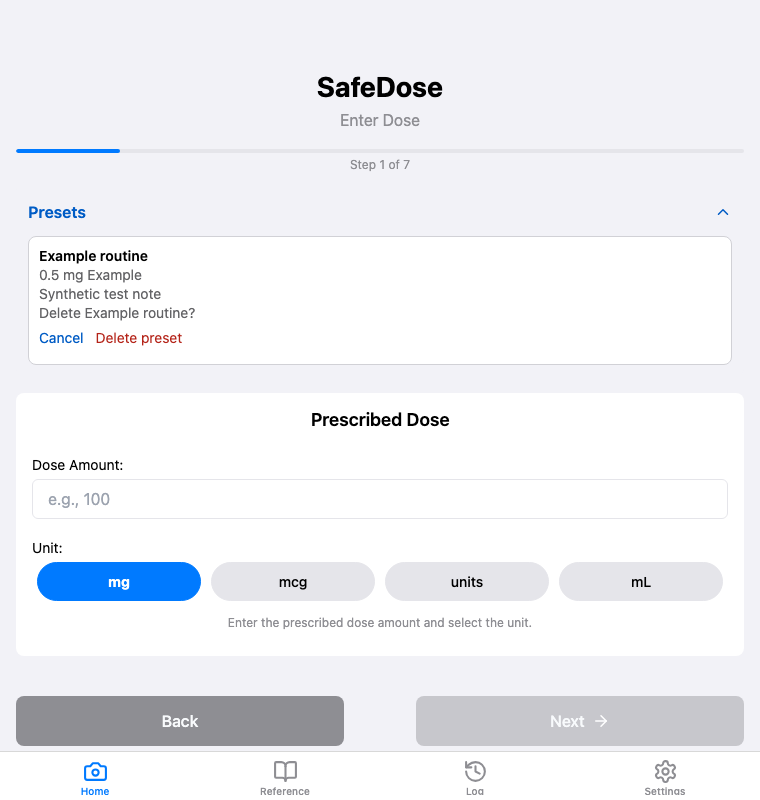 SafeDose
Enter Dose
Step 1 of 7
Presets
Example routine
0.5 mg Example
Synthetic test note
Delete Example routine?
Cancel Delete preset
Prescribed Dose
Dose Amount:
e.g., 100
Unit:
mg mcg units mL
Enter the prescribed dose amount and select the unit.
Back Next
Home Reference Log Settings